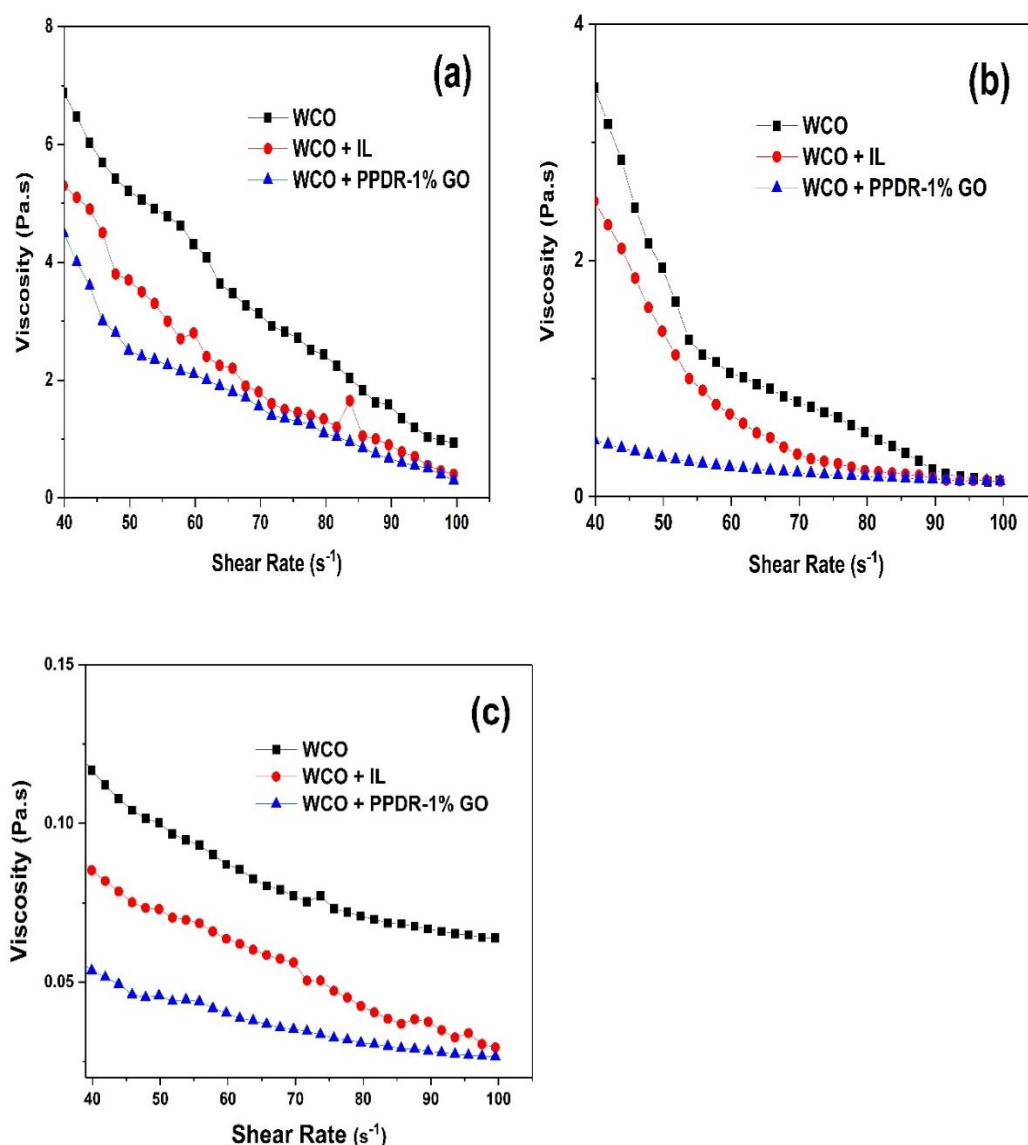 (a)
WCO
WCO + IL
WCO + PPDR-1% GO
8
6
4
2
0
Viscosity (Pa.s)
40 50 60 70 80 90 100
Shear Rate (s⁻¹)
(b)
WCO
WCO + IL
WCO + PPDR-1% GO
4
2
0
Viscosity (Pa.s)
40 50 60 70 80 90 100
Shear Rate (s⁻¹)
(c)
WCO
WCO + IL
WCO + PPDR-1% GO
0.15
0.10
0.05
Viscosity (Pa.s)
40 50 60 70 80 90 100
Shear Rate (s⁻¹)